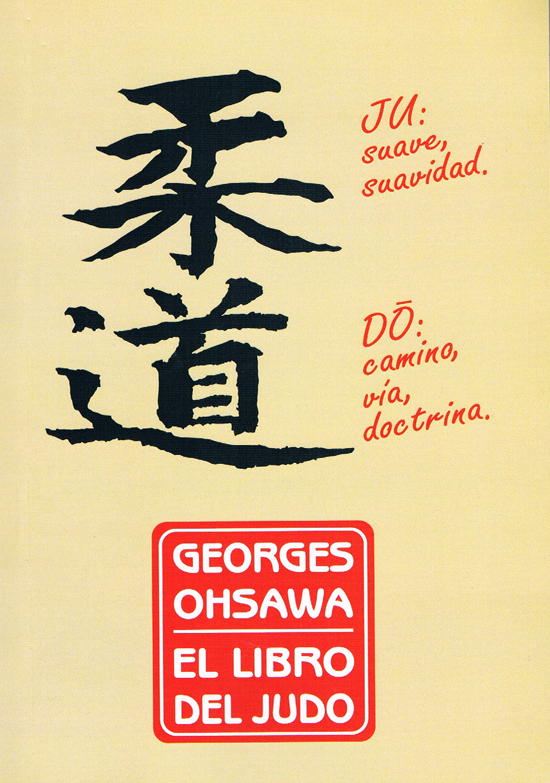 柔
道
JU:
suave,
suavidad.
DŌ:
camino,
vía,
doctrina.
GEORGES
OHSAWA
EL LIBRO
DEL JUDO